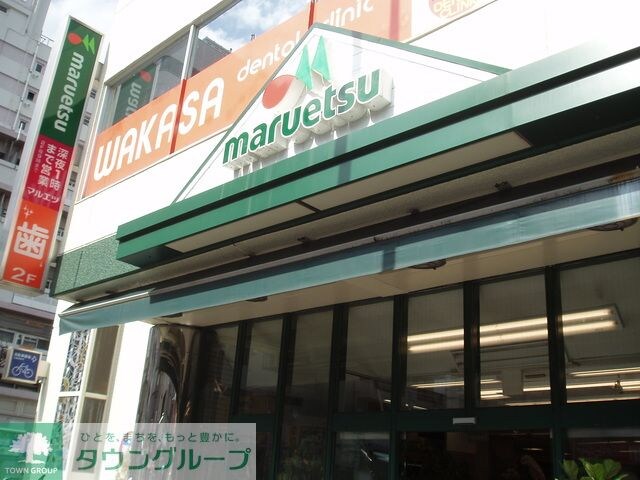 maruetsu
深夜1時
まで営業
マルエツ
歯
2F
WAKASA dental clinic
maruetsu
ひとを、まちを、もっと豊かに。
タウングループ
TOWN GROUP